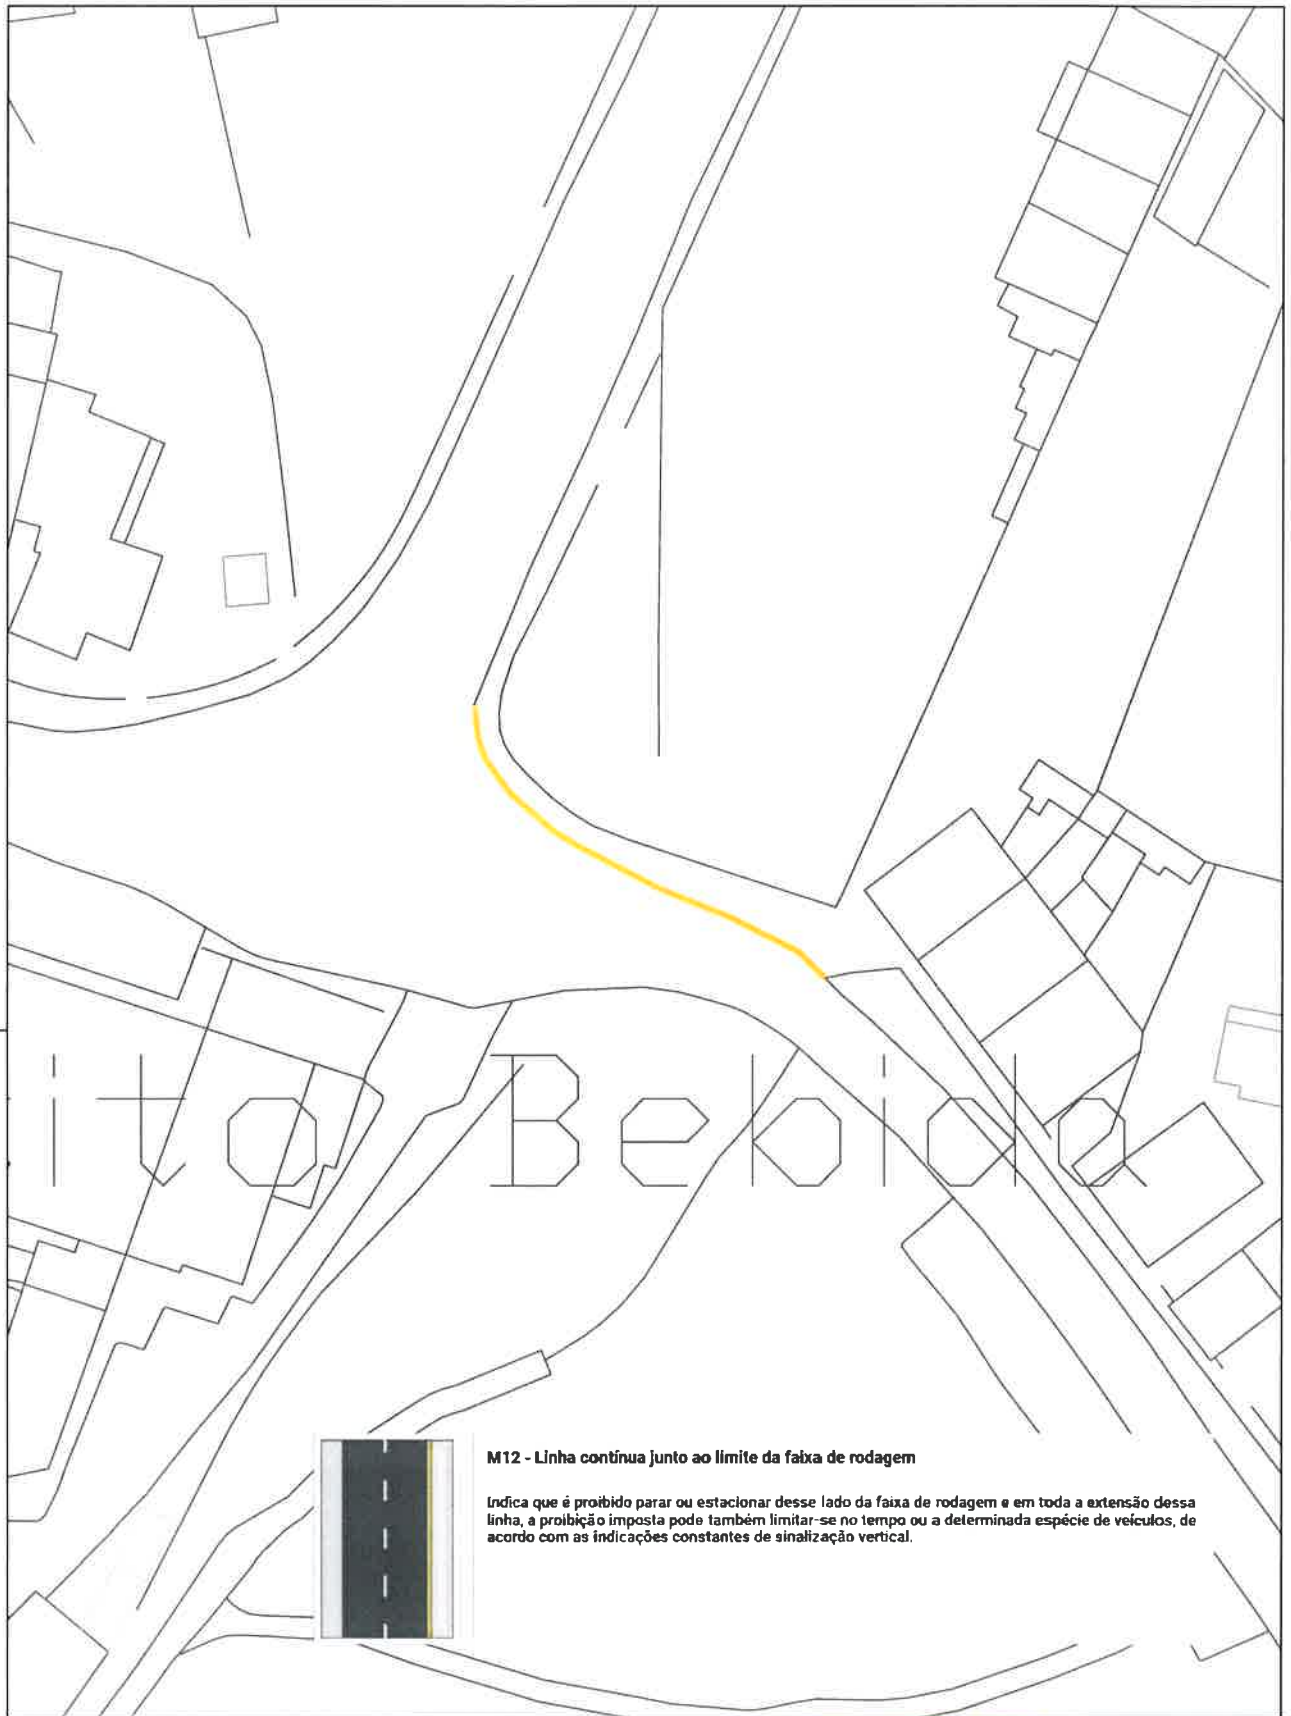 ito Bebido
M12 - Linha contínua junto ao limite da faixa de rodagem
Indica que é proibido parar ou estacionar desse lado da faixa de rodagem e em toda a extensão dessa
linha, a proibição imposta pode também limitar-se no tempo ou a determinada espécie de veículos, de
acordo com as indicações constantes de sinalização vertical.